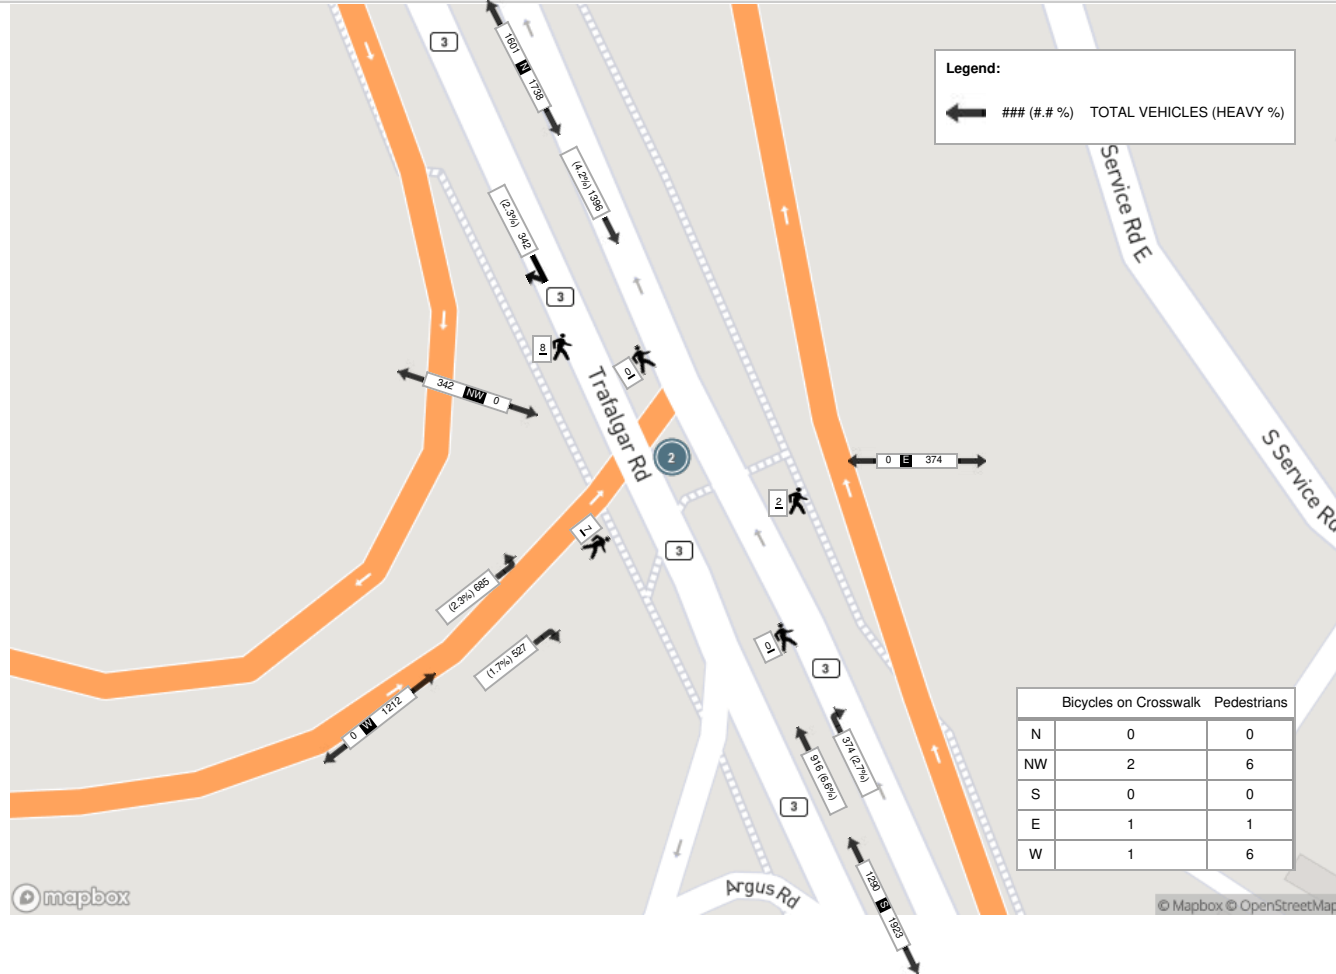 3
1601 N 1738
Legend:
### (#.# %) TOTAL VEHICLES (HEAVY %)
S Service Rd E
(4.2%) 1396
(2.3%) 342
3
8
0
Trafalgar Rd
342 NW 0
2
0 E 374
S Service Rd
2
7
3
(2.3%) 685
(1.7%) 527
0
3
0 W 1212
374 (2.7%)
916 (6.6%)
3
Bicycles on Crosswalk Pedestrians
N 0 0
NW 2 6
S 0 0
E 1 1
W 1 6
1290 S 1923
Argus Rd
mapbox
© Mapbox © OpenStreetMap